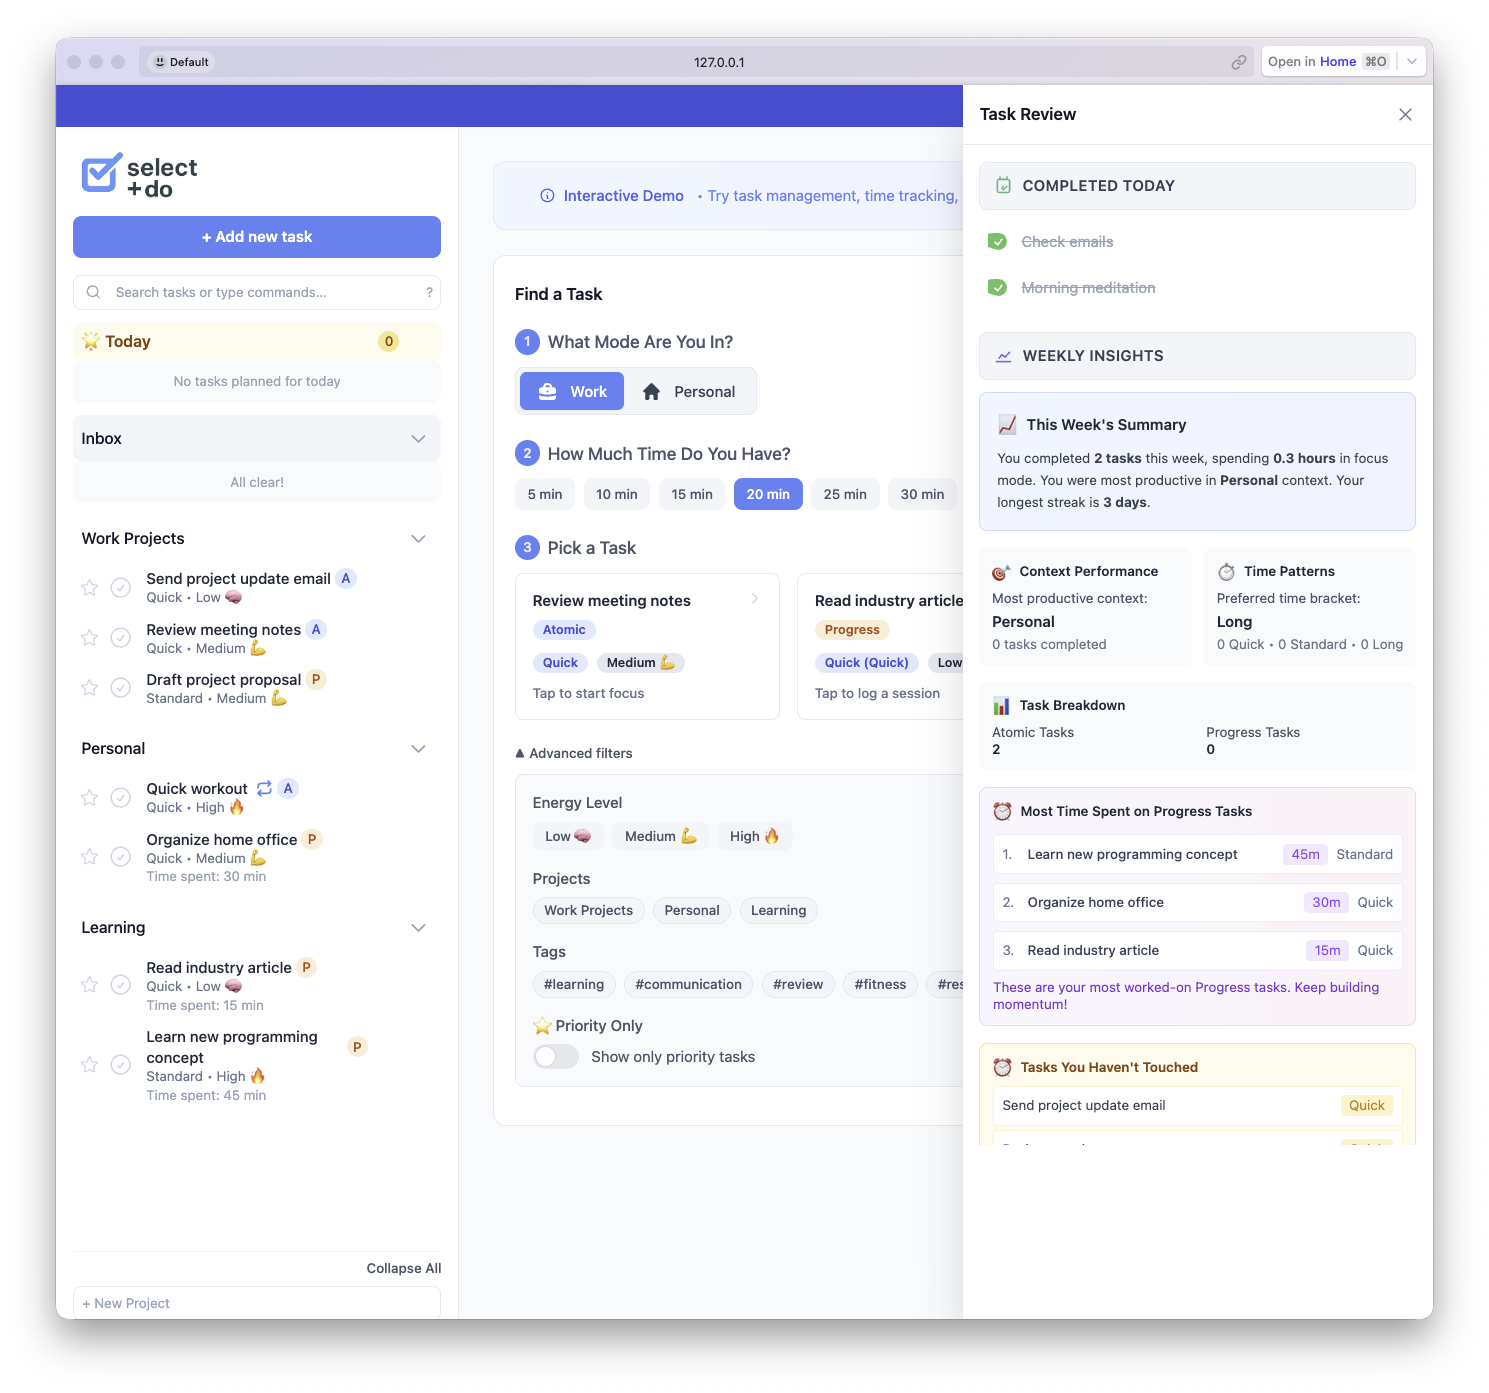 Default
127.0.0.1
Open in Home ⌘O
select
+do
+ Add new task
Search tasks or type commands... ?
Today 0
No tasks planned for today
Inbox
All clear!
Work Projects
Send project update email A
Quick • Low
Review meeting notes A
Quick • Medium
Draft project proposal P
Standard • Medium
Personal
Quick workout A
Quick • High
Organize home office P
Quick • Medium
Time spent: 30 min
Learning
Read industry article P
Quick • Low
Time spent: 15 min
Learn new programming
concept P
Standard • High
Time spent: 45 min
Collapse All
+ New Project
Interactive Demo • Try task management, time tracking,
Find a Task
1 What Mode Are You In?
Work Personal
2 How Much Time Do You Have?
5 min 10 min 15 min 20 min 25 min 30 min
3 Pick a Task
Review meeting notes
Atomic
Quick Medium
Tap to start focus
Read industry article
Progress
Quick (Quick) Low
Tap to log a session
Advanced filters
Energy Level
Low Medium High
Projects
Work Projects Personal Learning
Tags
#learning #communication #review #fitness
Priority Only
Show only priority tasks
Task Review
COMPLETED TODAY
Check emails
Morning meditation
WEEKLY INSIGHTS
This Week's Summary
You completed 2 tasks this week, spending 0.3 hours in focus
mode. You were most productive in Personal context. Your
longest streak is 3 days.
Context Performance
Most productive context:
Personal
0 tasks completed
Time Patterns
Preferred time bracket:
Long
0 Quick • 0 Standard • 0 Long
Task Breakdown
Atomic Tasks
2
Progress Tasks
0
Most Time Spent on Progress Tasks
1. Learn new programming concept 45m Standard
2. Organize home office 30m Quick
3. Read industry article 15m Quick
These are your most worked-on Progress tasks. Keep building
momentum!
Tasks You Haven't Touched
Send project update email Quick